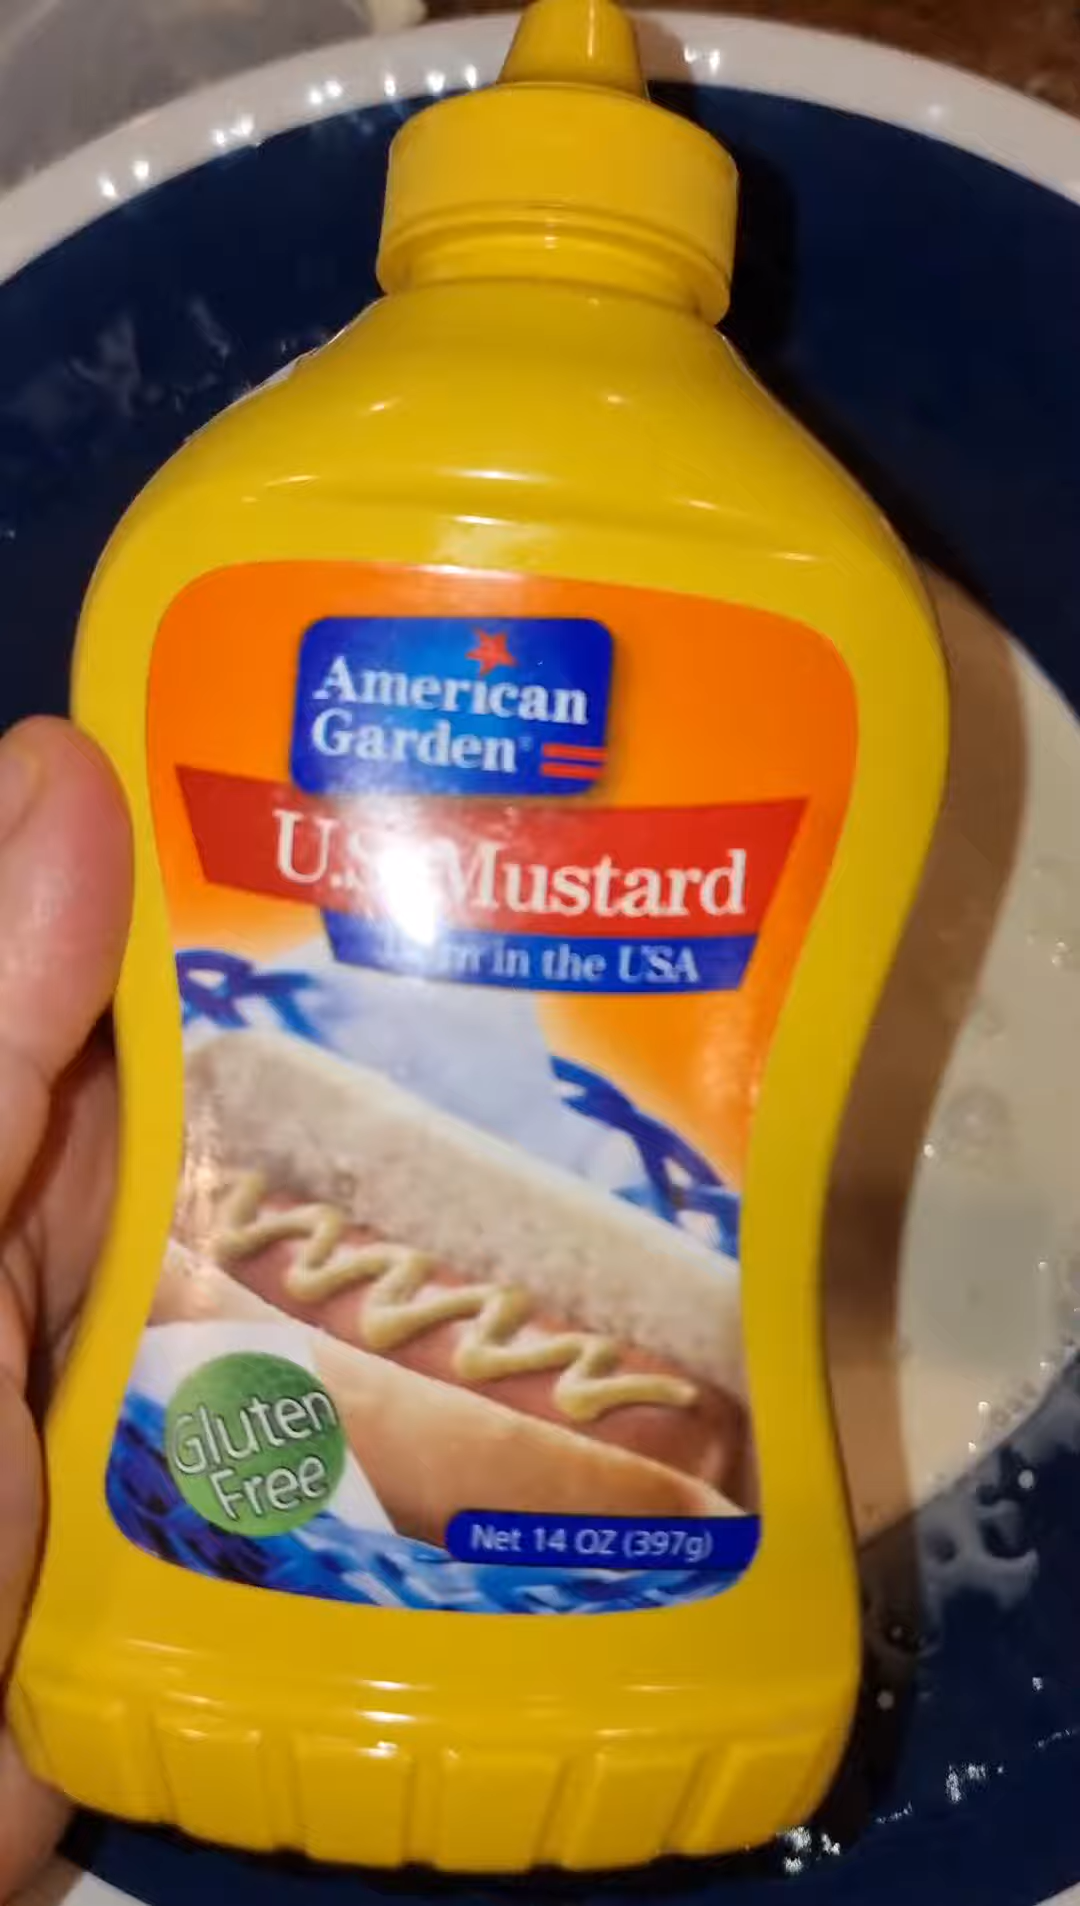 American
Garden®
U.S. Mustard
in the USA
Gluten
Free
Net 14 OZ (397g)